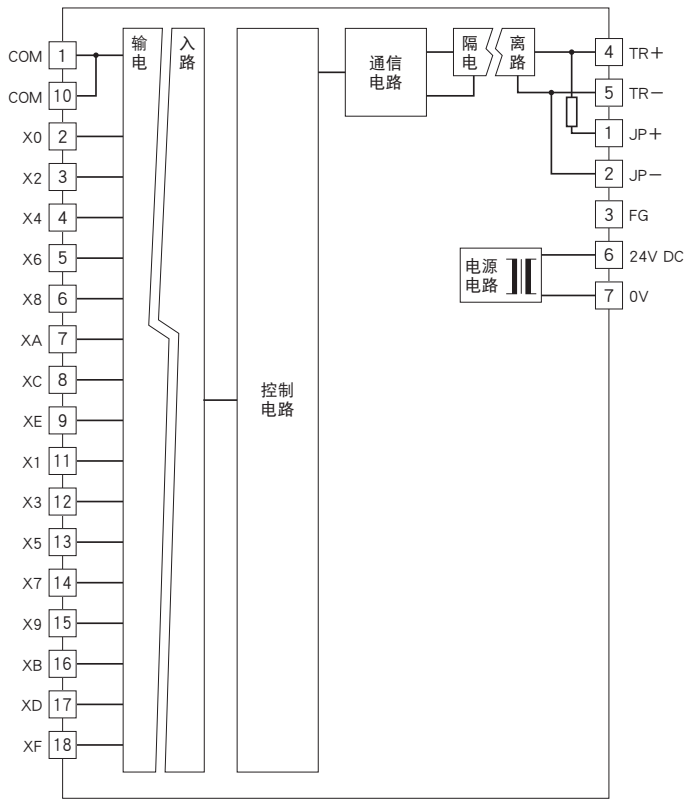 COM 1
COM 10
X0 2
X2 3
X4 4
X6 5
X8 6
XA 7
XC 8
XE 9
X1 11
X3 12
X5 13
X7 14
X9 15
XB 16
XD 17
XF 18
输入
电路
控制
电路
通信
电路
隔离
电路
电源
电路
4 TR+
5 TR−
1 JP+
2 JP−
3 FG
6 24V DC
7 0V